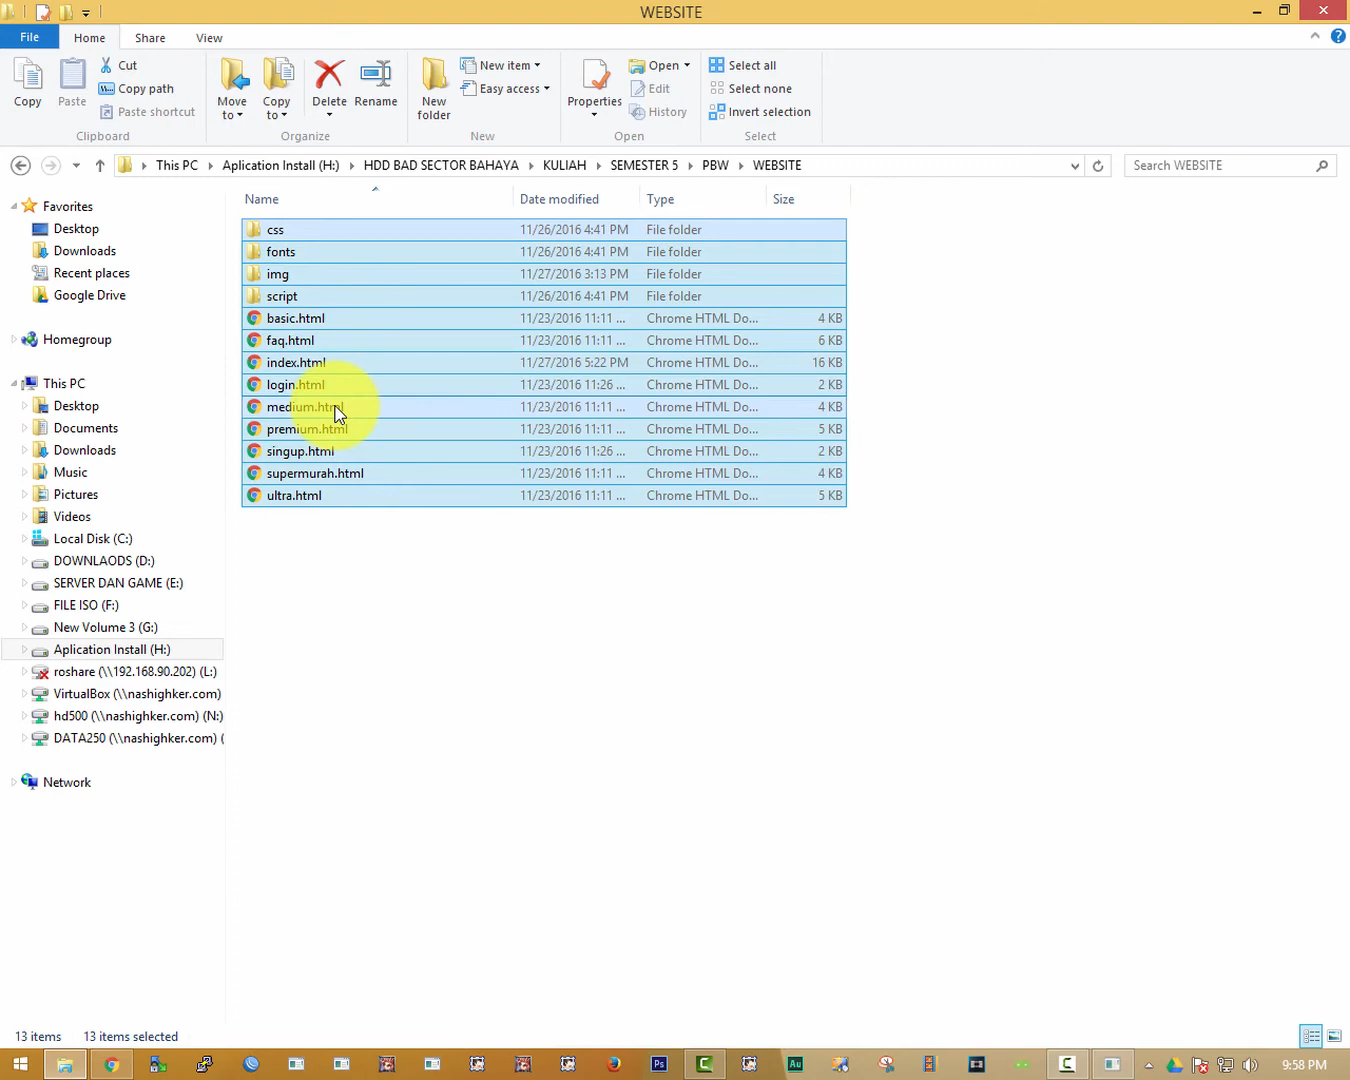 WEBSITE
File Home Share View
Copy
Paste
Cut
Copy path
Paste shortcut
Clipboard
Move to
Copy to
Delete
Rename
Organize
New folder
New item
Easy access
New
Properties
Open
Edit
History
Open
Select all
Select none
Invert selection
Select
This PC Aplication Install (H:) HDD BAD SECTOR BAHAYA KULIAH SEMESTER 5 PBW WEBSITE
Search WEBSITE
Favorites
Desktop
Downloads
Recent places
Google Drive
Homegroup
This PC
Desktop
Documents
Downloads
Music
Pictures
Videos
Local Disk (C:)
DOWNLAODS (D:)
SERVER DAN GAME (E:)
FILE ISO (F:)
New Volume 3 (G:)
Aplication Install (H:)
roshare (\\192.168.90.202) (L:)
VirtualBox (\\nashighker.com)
hd500 (\\nashighker.com) (N:)
DATA250 (\\nashighker.com) (
Network
Name Date modified Type Size
css 11/26/2016 4:41 PM File folder
fonts 11/26/2016 4:41 PM File folder
img 11/27/2016 3:13 PM File folder
script 11/26/2016 4:41 PM File folder
basic.html 11/23/2016 11:11 ... Chrome HTML Do... 4 KB
faq.html 11/23/2016 11:11 ... Chrome HTML Do... 6 KB
index.html 11/27/2016 5:22 PM Chrome HTML Do... 16 KB
login.html 11/23/2016 11:26 ... Chrome HTML Do... 2 KB
medium.html 11/23/2016 11:11 ... Chrome HTML Do... 4 KB
premium.html 11/23/2016 11:11 ... Chrome HTML Do... 5 KB
singup.html 11/23/2016 11:26 ... Chrome HTML Do... 2 KB
supermurah.html 11/23/2016 11:11 ... Chrome HTML Do... 4 KB
ultra.html 11/23/2016 11:11 ... Chrome HTML Do... 5 KB
13 items 13 items selected
9:58 PM